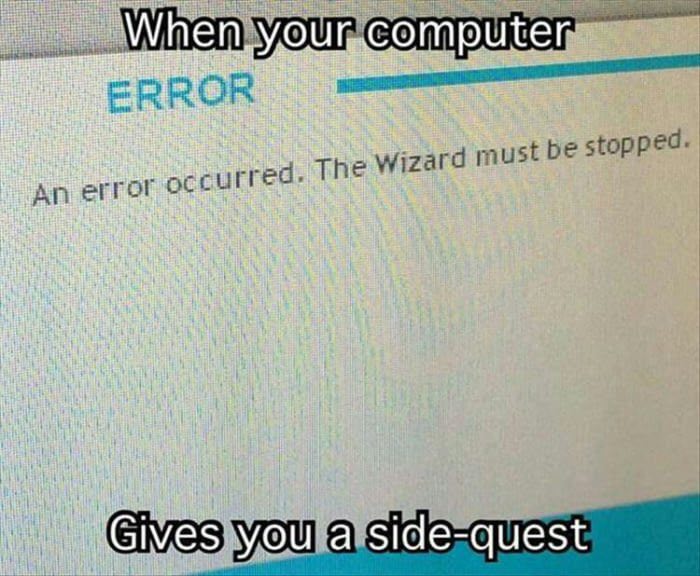 When your computer
ERROR
An error occurred. The Wizard must be stopped.
Gives you a side-quest